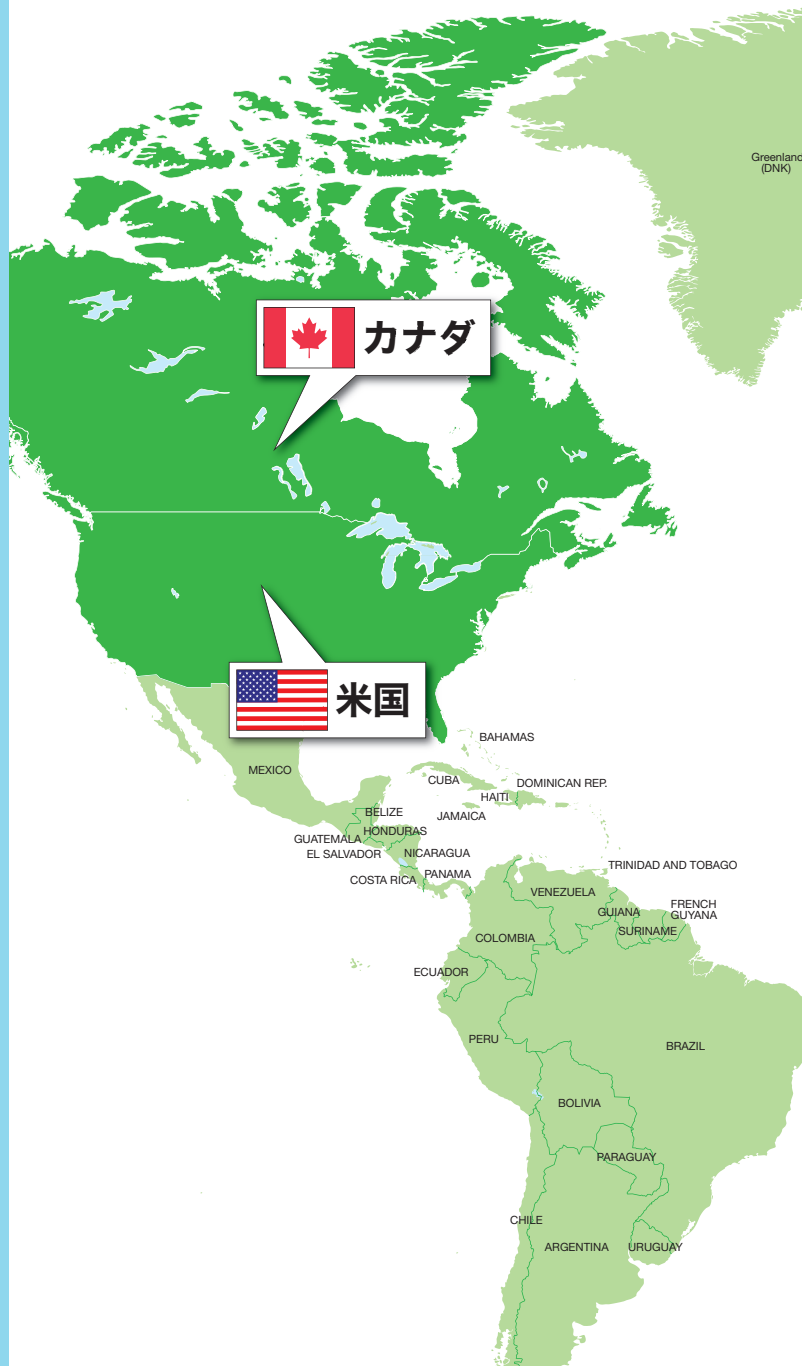 Greenland
(DNK)
カナダ
米国
BAHAMAS
MEXICO
CUBA
DOMINICAN REP.
HAITI
BELIZE
JAMAICA
HONDURAS
GUATEMALA
EL SALVADOR
NICARAGUA
TRINIDAD AND TOBAGO
PANAMA
COSTA RICA
VENEZUELA
FRENCH
GUYANA
GUIANA
SURINAME
COLOMBIA
ECUADOR
PERU
BRAZIL
BOLIVIA
PARAGUAY
CHILE
ARGENTINA
URUGUAY